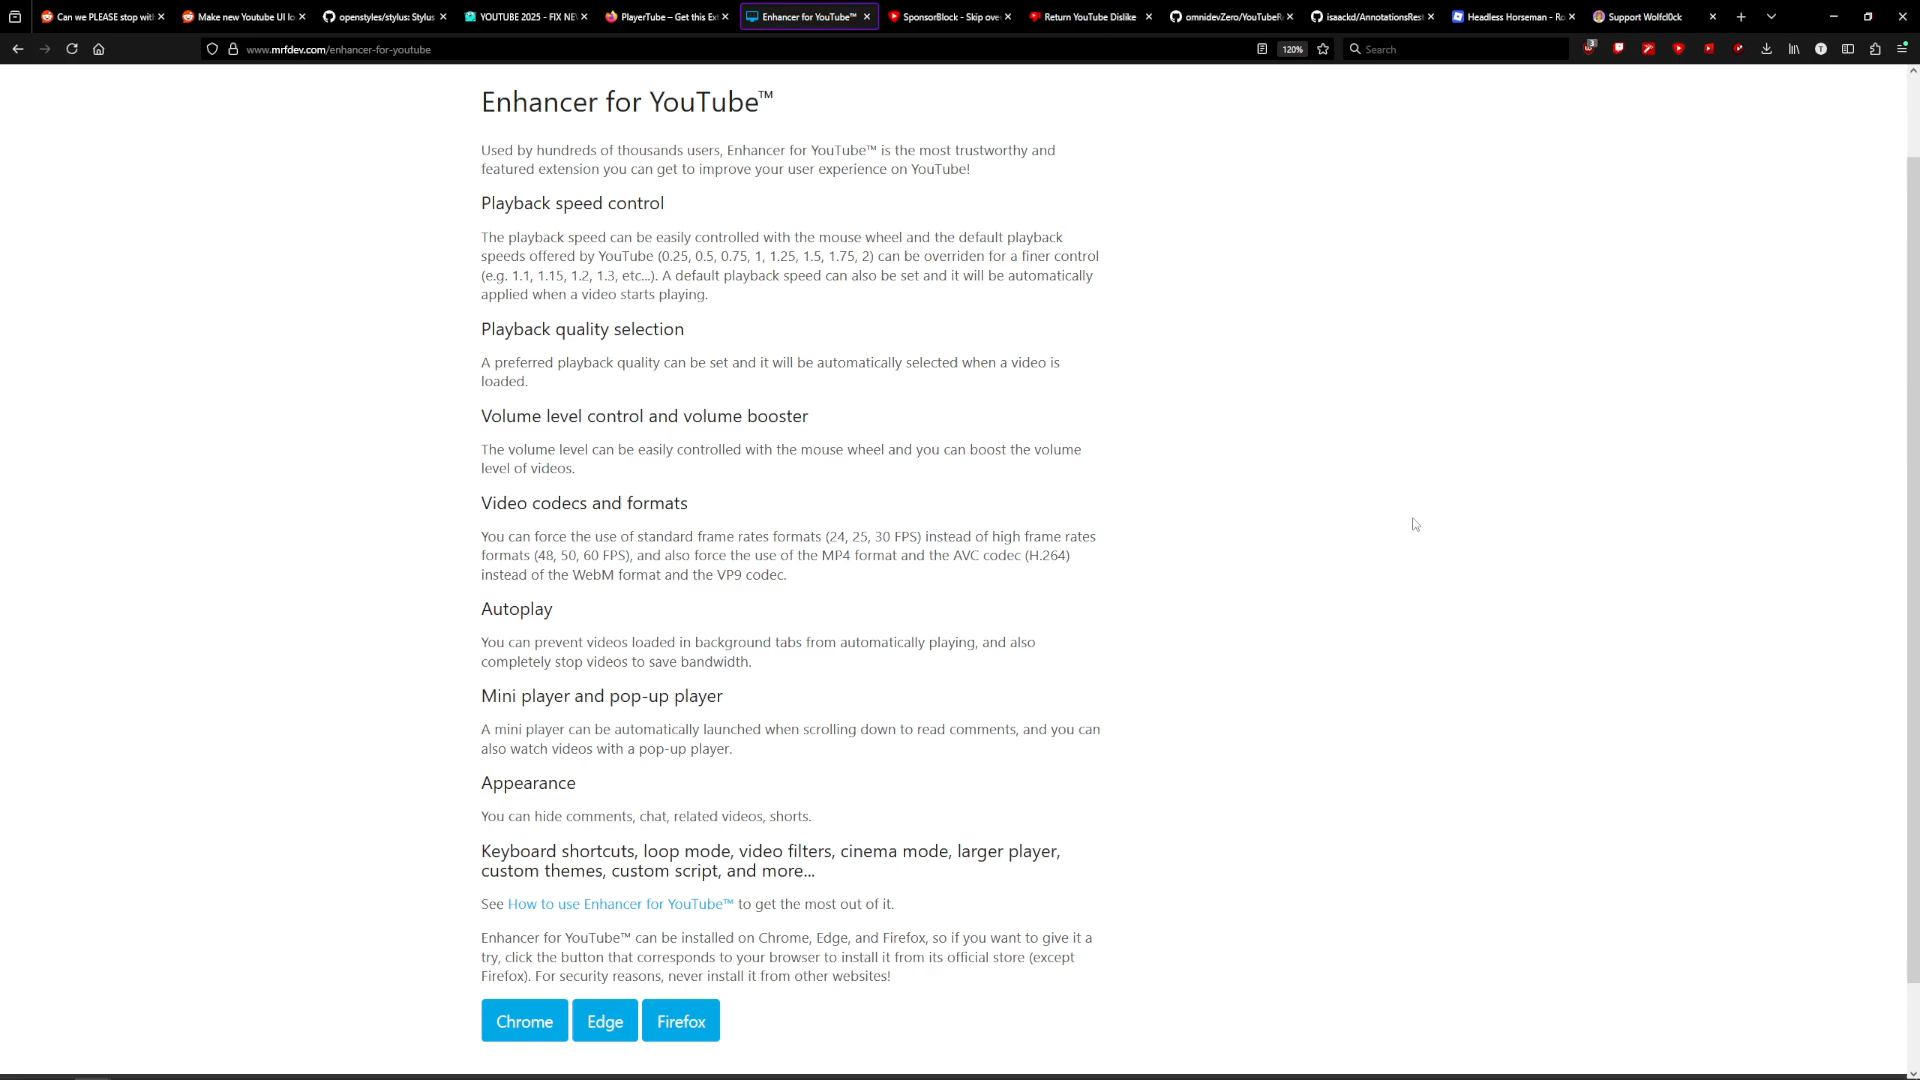 Can we PLEASE stop wit
Make new Youtube UI lo
openstyles/stylus: Stylus
YOUTUBE 2025 - FIX NE
PlayerTube – Get this Ex
Enhancer for YouTube™
SponsorBlock - Skip ove
Return YouTube Dislike
omnidevZero/YouTubeR
isaackd/AnnotationsRest
Headless Horseman - Ro
Support Wolfcl0ck
www.mrfdev.com/enhancer-for-youtube
120%
Search
3
Enhancer for YouTube™
Used by hundreds of thousands users, Enhancer for YouTube™ is the most trustworthy and
featured extension you can get to improve your user experience on YouTube!
Playback speed control
The playback speed can be easily controlled with the mouse wheel and the default playback
speeds offered by YouTube (0.25, 0.5, 0.75, 1, 1.25, 1.5, 1.75, 2) can be overriden for a finer control
(e.g. 1.1, 1.15, 1.2, 1.3, etc...). A default playback speed can also be set and it will be automatically
applied when a video starts playing.
Playback quality selection
A preferred playback quality can be set and it will be automatically selected when a video is
loaded.
Volume level control and volume booster
The volume level can be easily controlled with the mouse wheel and you can boost the volume
level of videos.
Video codecs and formats
You can force the use of standard frame rates formats (24, 25, 30 FPS) instead of high frame rates
formats (48, 50, 60 FPS), and also force the use of the MP4 format and the AVC codec (H.264)
instead of the WebM format and the VP9 codec.
Autoplay
You can prevent videos loaded in background tabs from automatically playing, and also
completely stop videos to save bandwidth.
Mini player and pop-up player
A mini player can be automatically launched when scrolling down to read comments, and you can
also watch videos with a pop-up player.
Appearance
You can hide comments, chat, related videos, shorts.
Keyboard shortcuts, loop mode, video filters, cinema mode, larger player,
custom themes, custom script, and more...
See How to use Enhancer for YouTube™ to get the most out of it.
Enhancer for YouTube™ can be installed on Chrome, Edge, and Firefox, so if you want to give it a
try, click the button that corresponds to your browser to install it from its official store (except
Firefox). For security reasons, never install it from other websites!
Chrome
Edge
Firefox